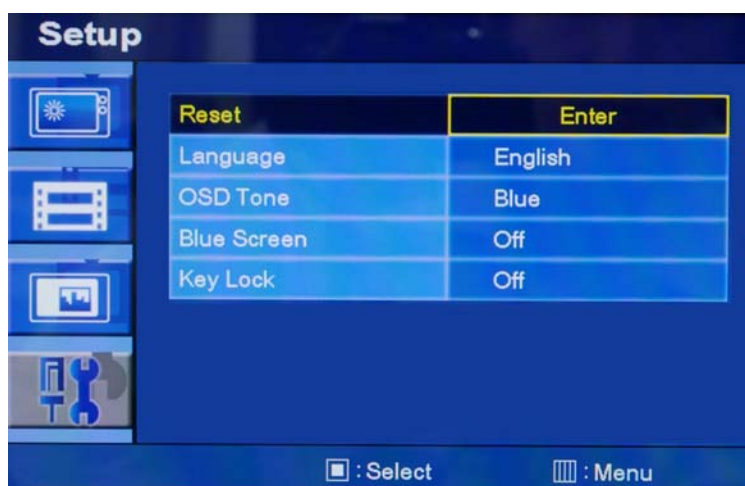 Setup
Reset Enter
Language English
OSD Tone Blue
Blue Screen Off
Key Lock Off
: Select : Menu